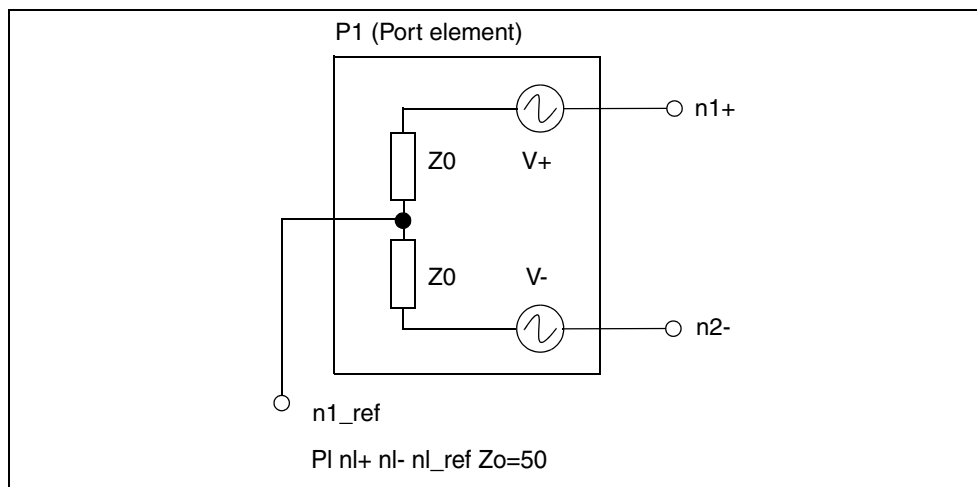 P1 (Port element)
n1+
Z0
V+
Z0
V-
n2-
n1_ref
Pl nl+ nl- nl_ref Zo=50